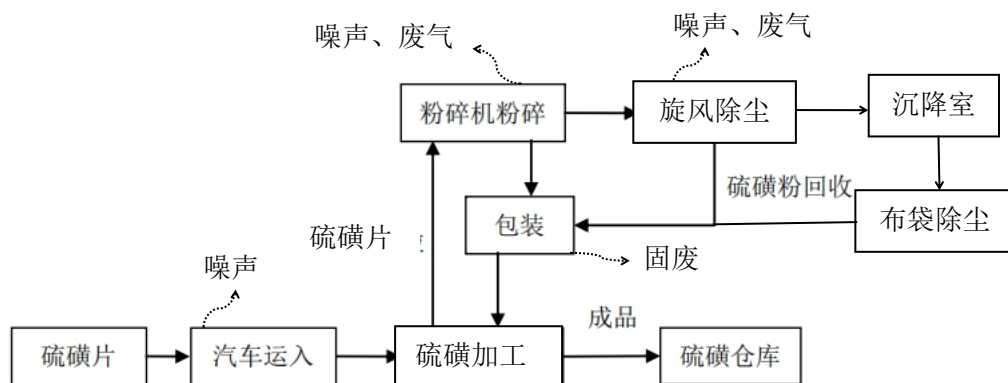 噪声、废气
噪声、废气
粉碎机粉碎
旋风除尘
沉降室
硫磺粉回收
硫磺片
包装
布袋除尘
噪声
固废
成品
硫磺片
汽车运入
硫磺加工
硫磺仓库